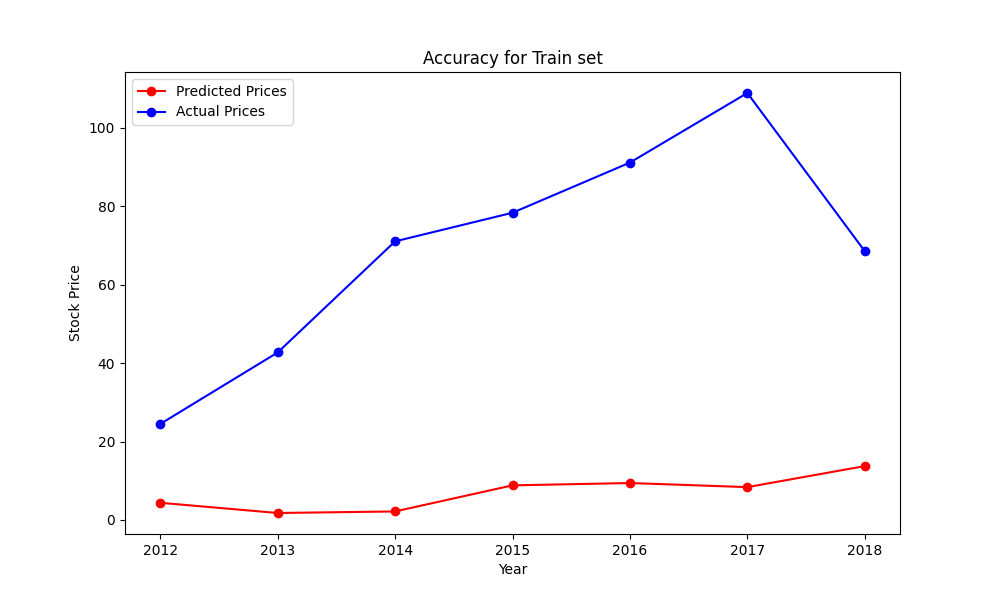 Accuracy for Train set
Predicted Prices
Actual Prices
Stock Price
100
80
60
40
20
0
2012 2013 2014 2015 2016 2017 2018
Year